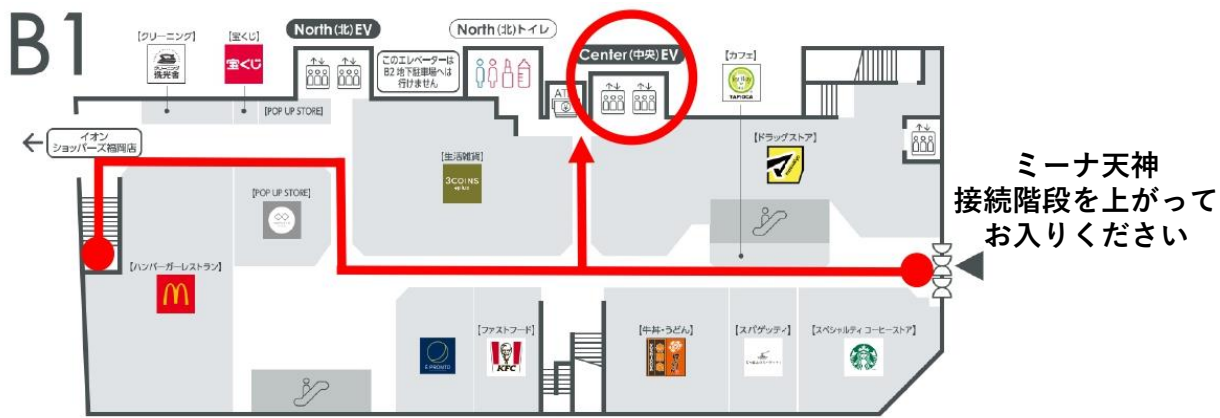 B1
【クリーニング】
洗光舎
【宝くじ】
宝くじ
North (北) EV
このエレベーターは
B2 地下駐車場へは
行けません
North (北) トイレ
ATM
Center (中央) EV
【カフェ】
TAPIOCA
[POP UP STORE]
イオン
ショッパーズ福岡店
【生活雑貨】
3COINS
+plus
【ドラッグストア】
[POP UP STORE]
ミーナ天神
接続階段を上がって
お入りください
【ハンバーガーレストラン】
E PRONTO
【ファストフード】
KFC
【牛丼・うどん】
【スパゲッティ】
【スペシャルティ コーヒーストア】